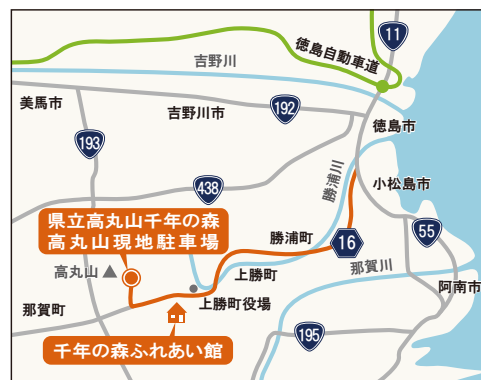 11
徳島自動車道
吉野川
美馬市
吉野川市
192
徳島市
193
勝浦川
小松島市
438
県立高丸山千年の森
高丸山現地駐車場
勝浦町
16
55
高丸山
上勝町
那賀川
阿南市
那賀町
上勝町役場
千年の森ふれあい館
195